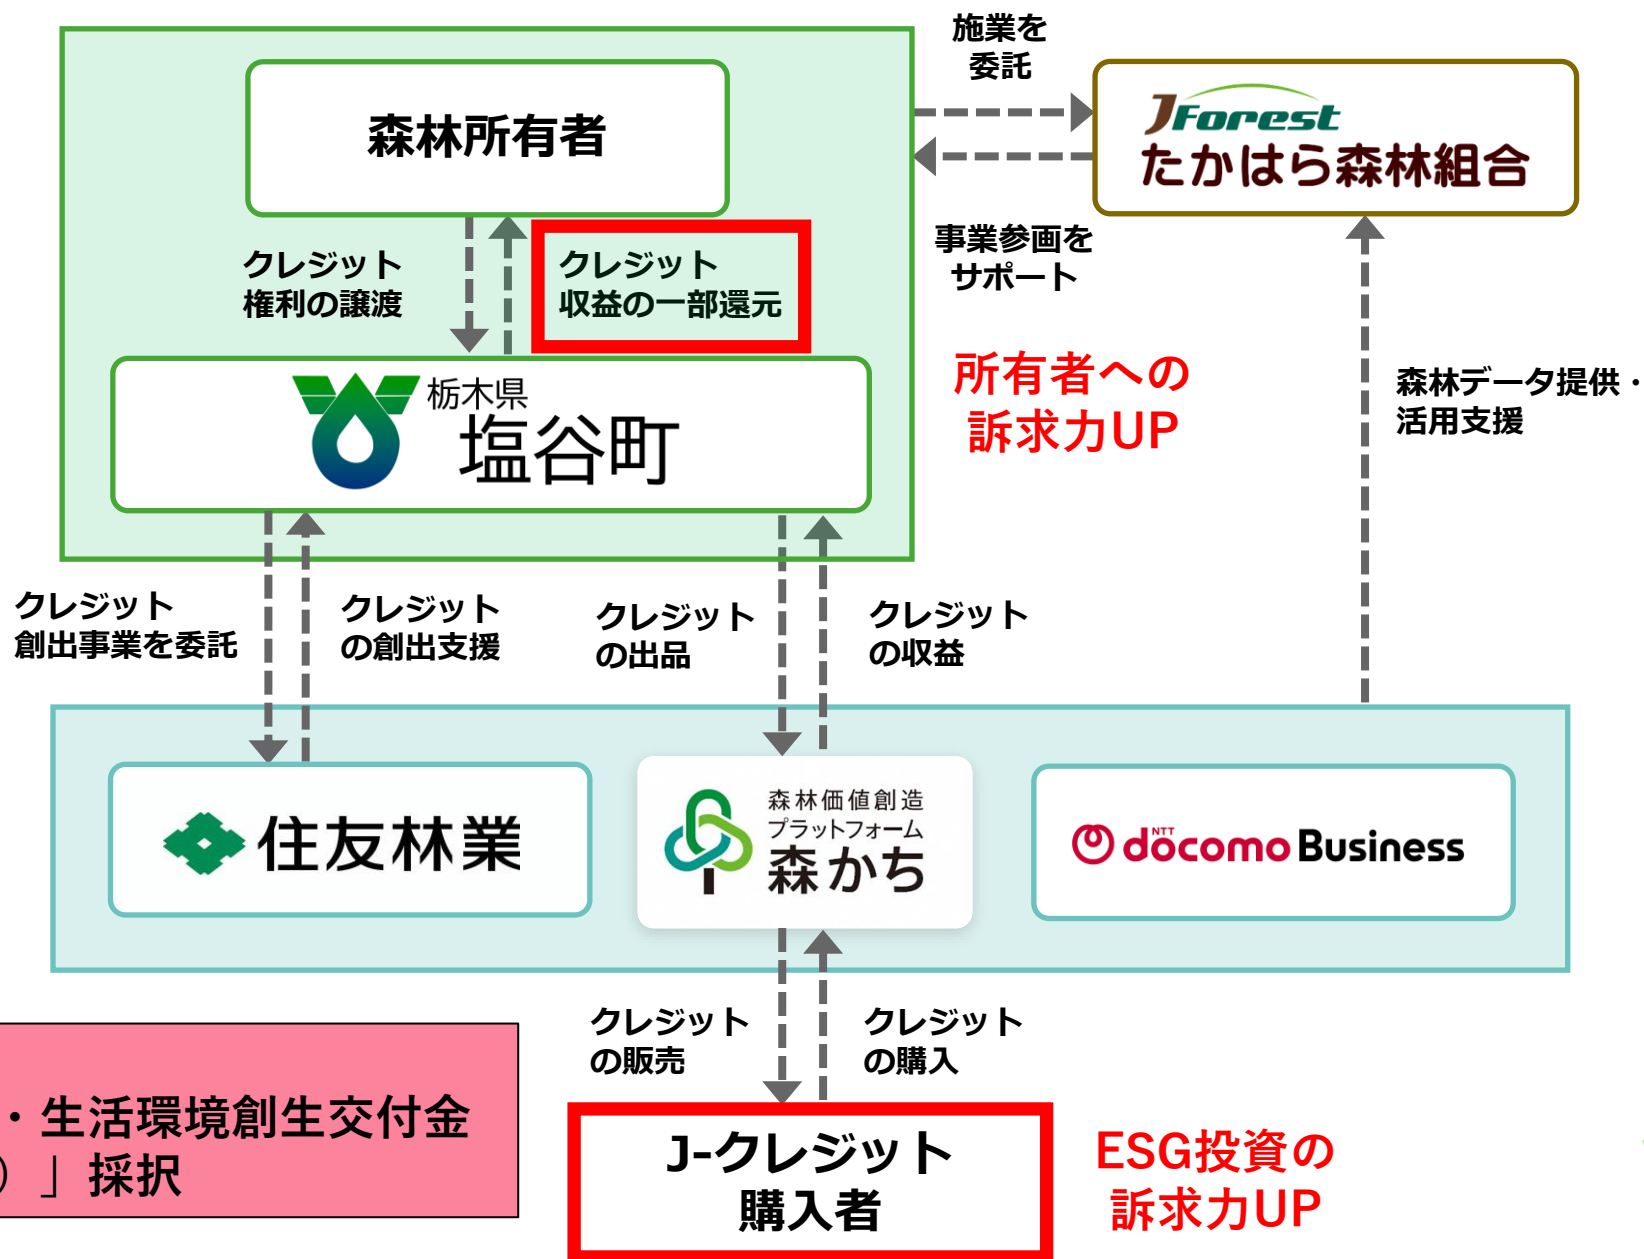 施業を
委託
森林所有者
JForest
たかはら森林組合
クレジット
権利の譲渡
クレジット
収益の一部還元
事業参画を
サポート
栃木県
塩谷町
所有者への
訴求力UP
森林データ提供・
活用支援
クレジット
創出事業を委託
クレジット
の創出支援
クレジット
の出品
クレジット
の収益
住友林業
森林価値創造
プラットフォーム
森かち
NTT
docomo Business
クレジット
の販売
クレジット
の購入
・生活環境創生交付金
）」採択
J-クレジット
購入者
ESG投資の
訴求力UP